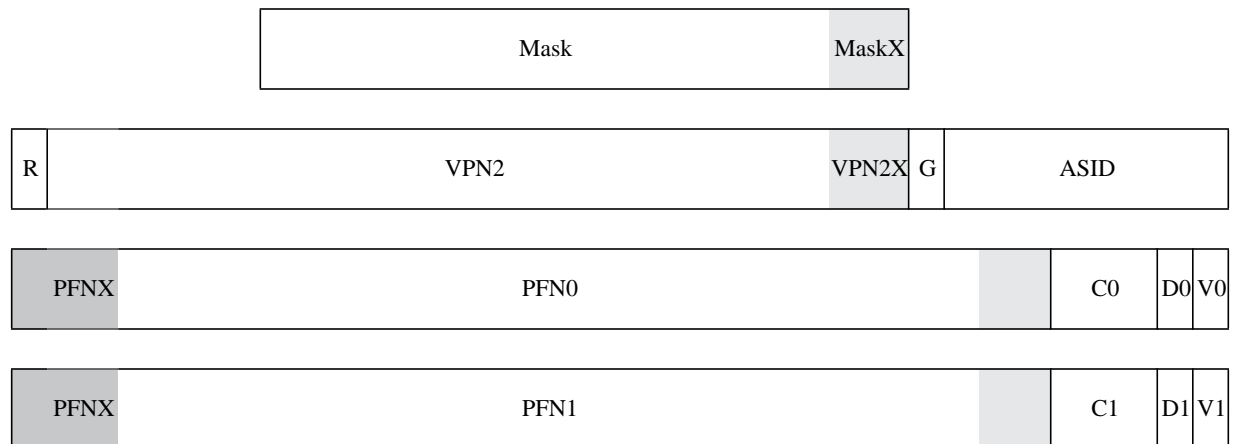 Mask MaskX
R VPN2 VPN2X G ASID
PFNX PFN0 C0 D0 V0
PFNX PFN1 C1 D1 V1